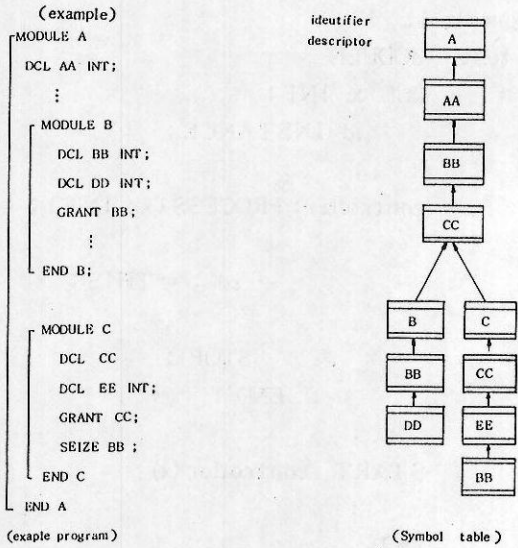 (example)
MODULE A
DCL AA INT;
⋮
MODULE B
DCL BB INT;
DCL DD INT;
GRANT BB;
⋮
END B;
MODULE C
DCL CC
DCL EE INT;
GRANT CC;
SEIZE BB ;
END C
END A
(exaple program)
ideutifier
descriptor
A
AA
BB
CC
B
C
BB
CC
DD
EE
BB
(Symbol table)